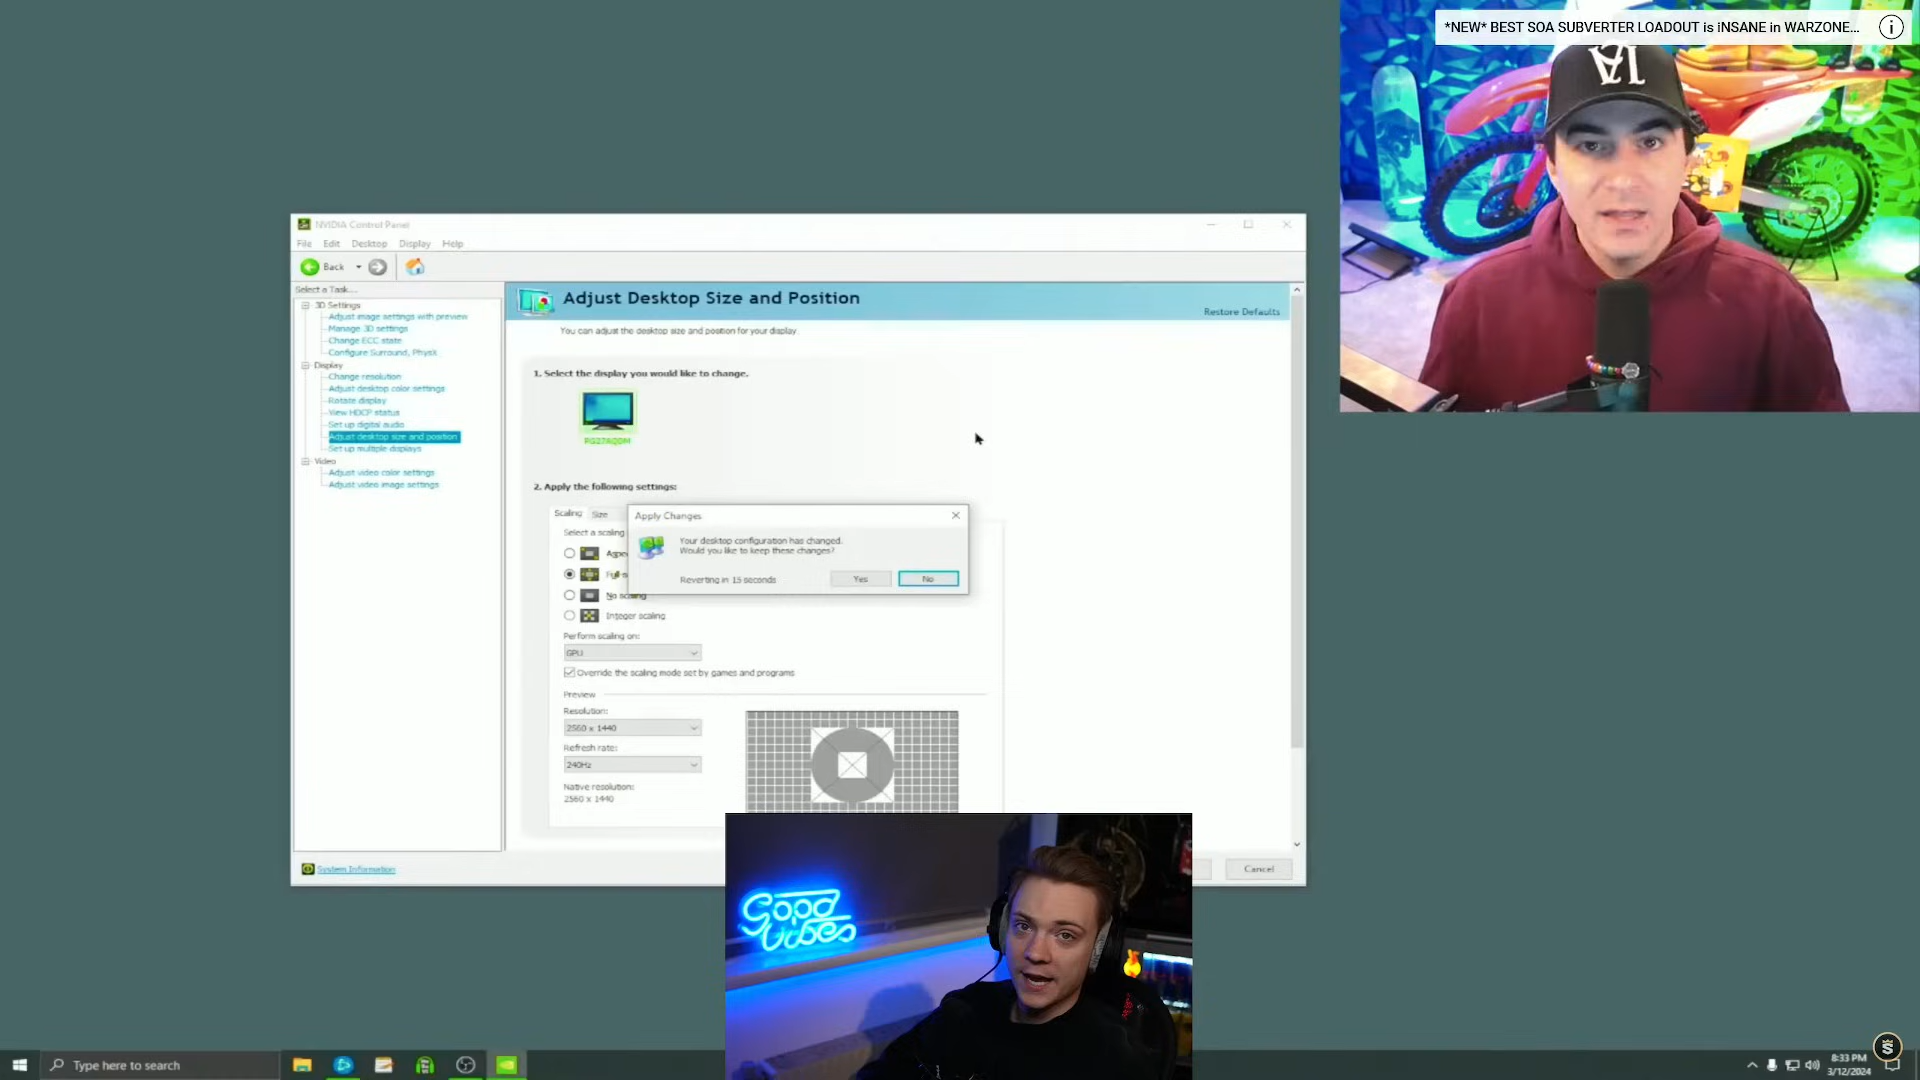 *NEW* BEST SOA SUBVERTER LOADOUT is iNSANE in WARZONE...
NVIDIA Control Panel
File Edit Desktop Display Help
Back
Select a Task...
3D Settings
Adjust image settings with preview
Manage 3D settings
Change ECC state
Configure Surround, PhysX
Display
Change resolution
Adjust desktop color settings
Rotate display
View HDCP status
Set up digital audio
Adjust desktop size and position
Set up multiple displays
Video
Adjust video color settings
Adjust video image settings
System Information
Adjust Desktop Size and Position
Restore Defaults
You can adjust the desktop size and position for your display.
1. Select the display you would like to change.
PG27AQDM
2. Apply the following settings:
Scaling Size
Select a scaling
No scaling
Integer scaling
Perform scaling on:
GPU
Override the scaling mode set by games and programs
Preview
Resolution:
2560 x 1440
Refresh rate:
240Hz
Native resolution:
2560 x 1440
Apply Changes
Your desktop configuration has changed.
Would you like to keep these changes?
Reverting in 15 seconds
Yes No
Cancel
Good
Vibes
Type here to search
8:33 PM
3/12/2024